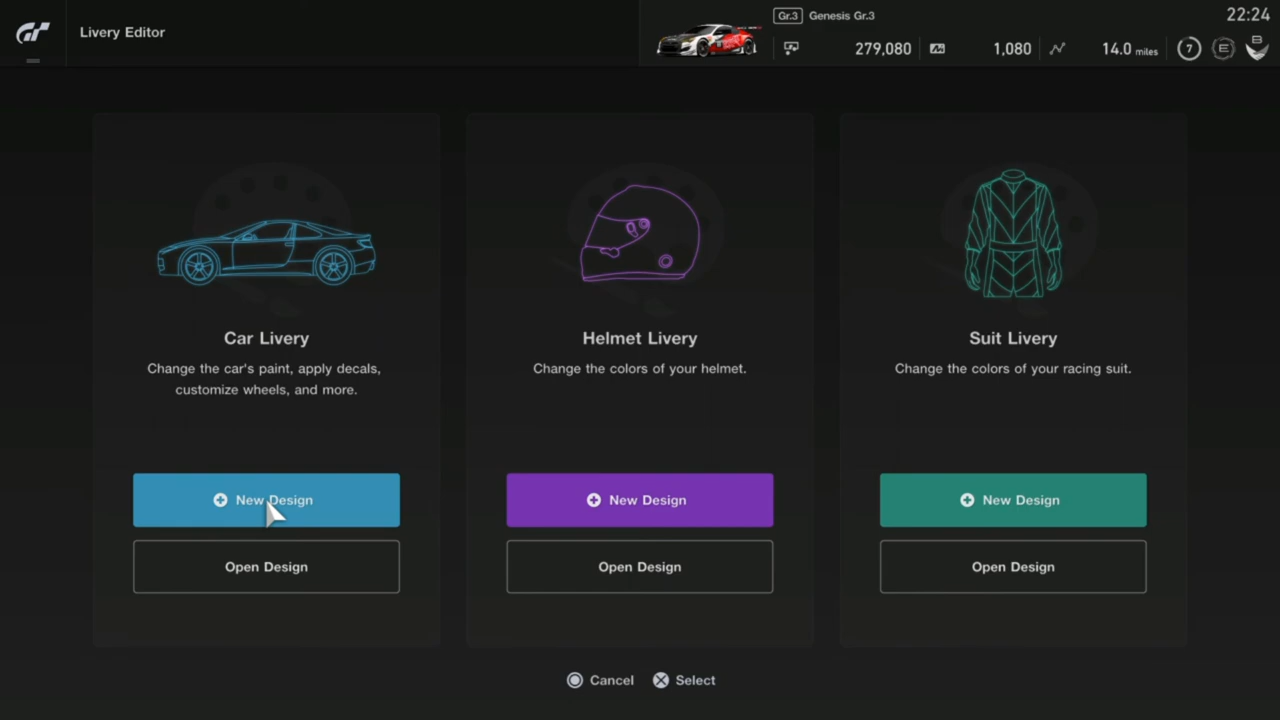 Livery Editor
Gr.3 Genesis Gr.3
22:24
279,080
1,080
14.0 miles
7
E
B
Car Livery
Change the car's paint, apply decals,
customize wheels, and more.
New Design
Open Design
Helmet Livery
Change the colors of your helmet.
New Design
Open Design
Suit Livery
Change the colors of your racing suit.
New Design
Open Design
Cancel Select